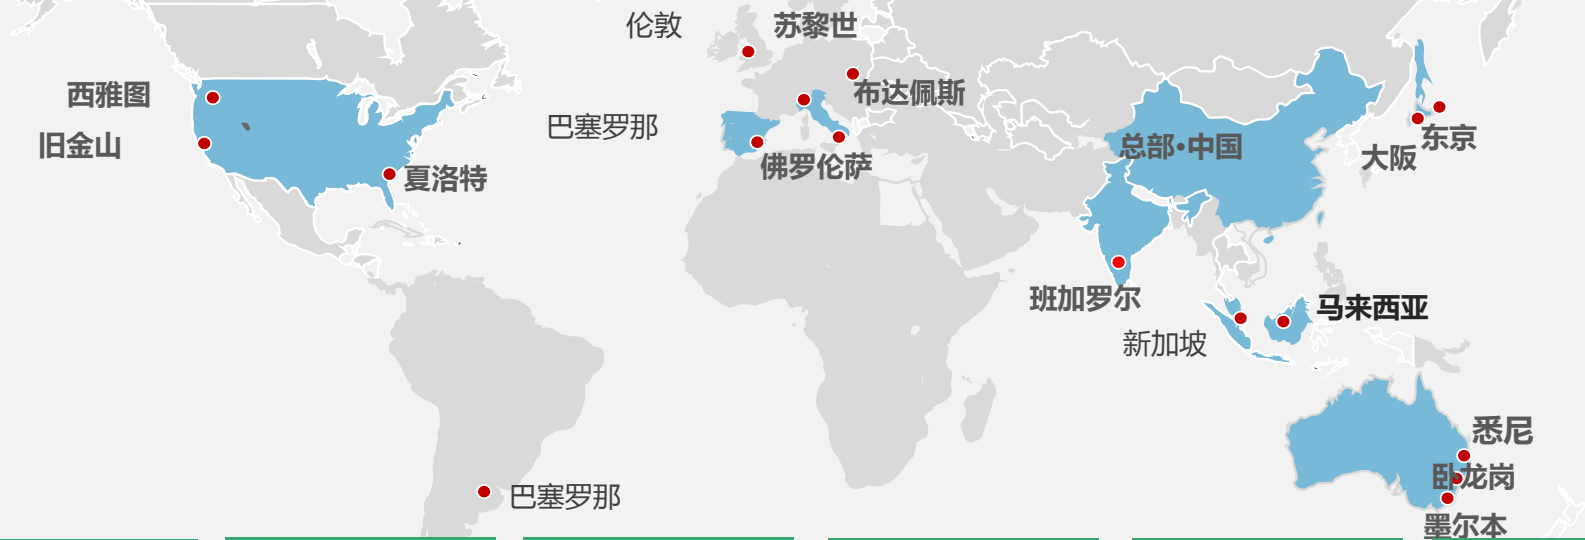 伦敦
苏黎世
西雅图
布达佩斯
巴塞罗那
旧金山
总部·中国
东京
大阪
佛罗伦萨
夏洛特
班加罗尔
马来西亚
新加坡
悉尼
卧龙岗
巴塞罗那
墨尔本